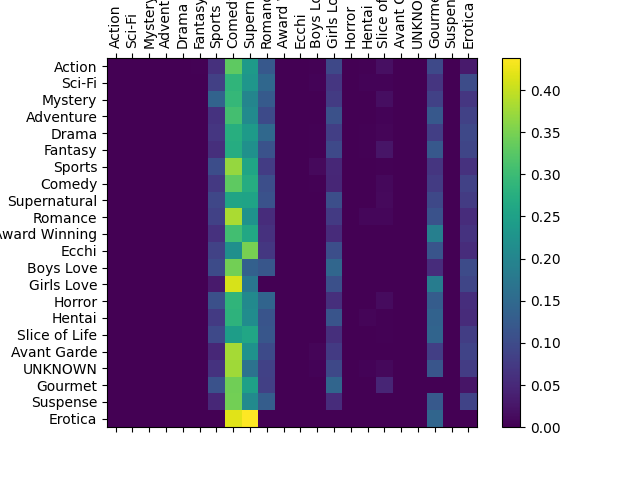 Action
Sci-Fi
Mystery
Advent
Drama
Fantasy
Sports
Comed
Supern
Romanc
Award
Ecchi
Boys Lo
Girls Lo
Horror
Hentai
Slice of
Avant G
UNKNO
Gourme
Suspen
Erotica
Action
Sci-Fi
Mystery
Adventure
Drama
Fantasy
Sports
Comedy
Supernatural
Romance
ward Winning
Ecchi
Boys Love
Girls Love
Horror
Hentai
Slice of Life
Avant Garde
UNKNOWN
Gourmet
Suspense
Erotica
0.40
0.35
0.30
0.25
0.20
0.15
0.10
0.05
0.00